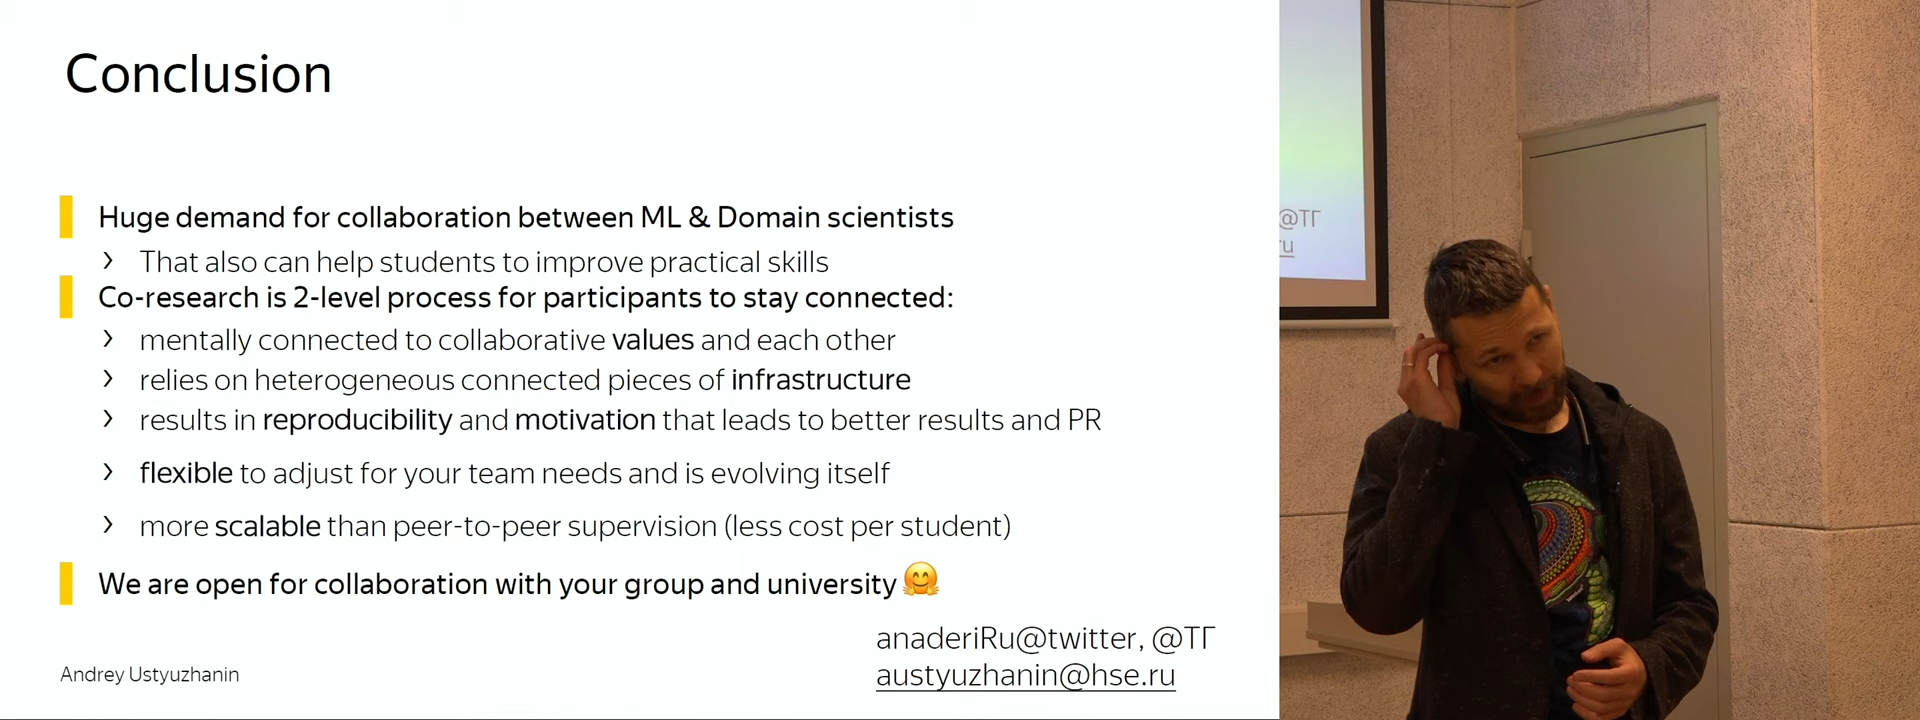 Conclusion
Huge demand for collaboration between ML & Domain scientists
› That also can help students to improve practical skills
Co-research is 2-level process for participants to stay connected:
› mentally connected to collaborative values and each other
› relies on heterogeneous connected pieces of infrastructure
› results in reproducibility and motivation that leads to better results and PR
› flexible to adjust for your team needs and is evolving itself
› more scalable than peer-to-peer supervision (less cost per student)
We are open for collaboration with your group and university 🤗
anaderiRu@twitter, @ТГ
austyuzhanin@hse.ru
Andrey Ustyuzhanin
@ТГ
ru